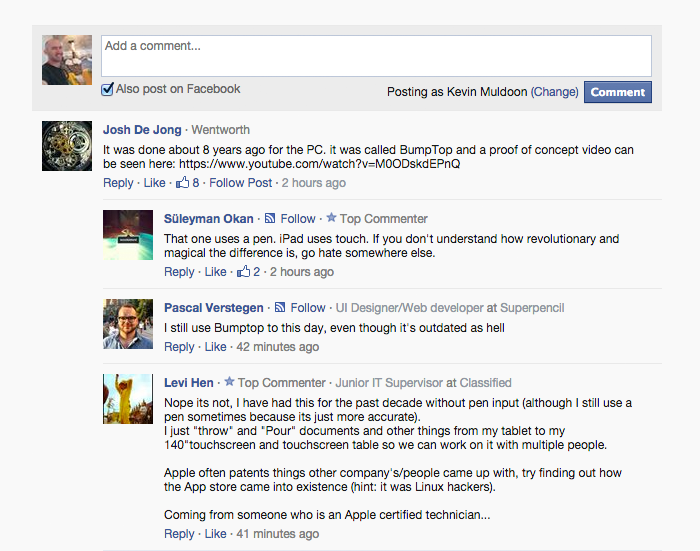 Add a comment...
Also post on Facebook
Posting as Kevin Muldoon (Change) Comment
Josh De Jong · Wentworth
It was done about 8 years ago for the PC. it was called BumpTop and a proof of concept video can
be seen here: https://www.youtube.com/watch?v=M0ODskdEPnQ
Reply · Like · 8 · Follow Post · 2 hours ago
Süleyman Okan · Follow · Top Commenter
That one uses a pen. iPad uses touch. If you don't understand how revolutionary and
magical the difference is, go hate somewhere else.
Reply · Like · 2 · 2 hours ago
Pascal Verstegen · Follow · UI Designer/Web developer at Superpencil
I still use Bumptop to this day, even though it's outdated as hell
Reply · Like · 42 minutes ago
Levi Hen · Top Commenter · Junior IT Supervisor at Classified
Nope its not, I have had this for the past decade without pen input (although I still use a
pen sometimes because its just more accurate).
I just "throw" and "Pour" documents and other things from my tablet to my
140"touchscreen and touchscreen table so we can work on it with multiple people.
Apple often patents things other company's/people came up with, try finding out how
the App store came into existence (hint: it was Linux hackers).
Coming from someone who is an Apple certified technician...
Reply · Like · 41 minutes ago